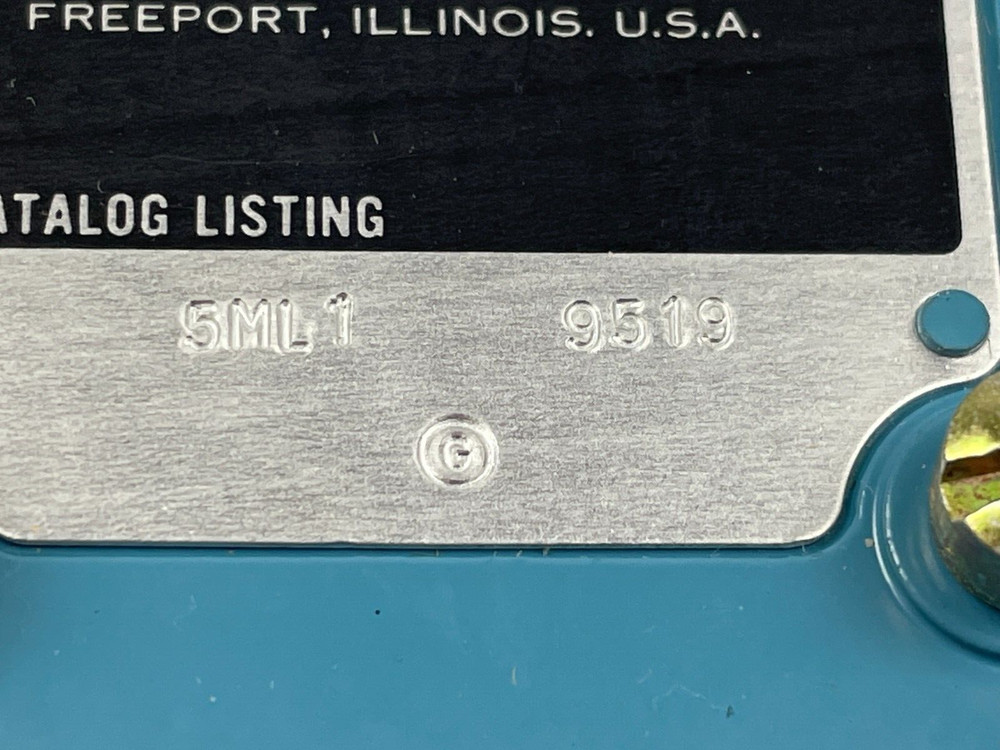 FREEPORT, ILLINOIS. U.S.A.
ATALOG LISTING
5ML1 9519
G